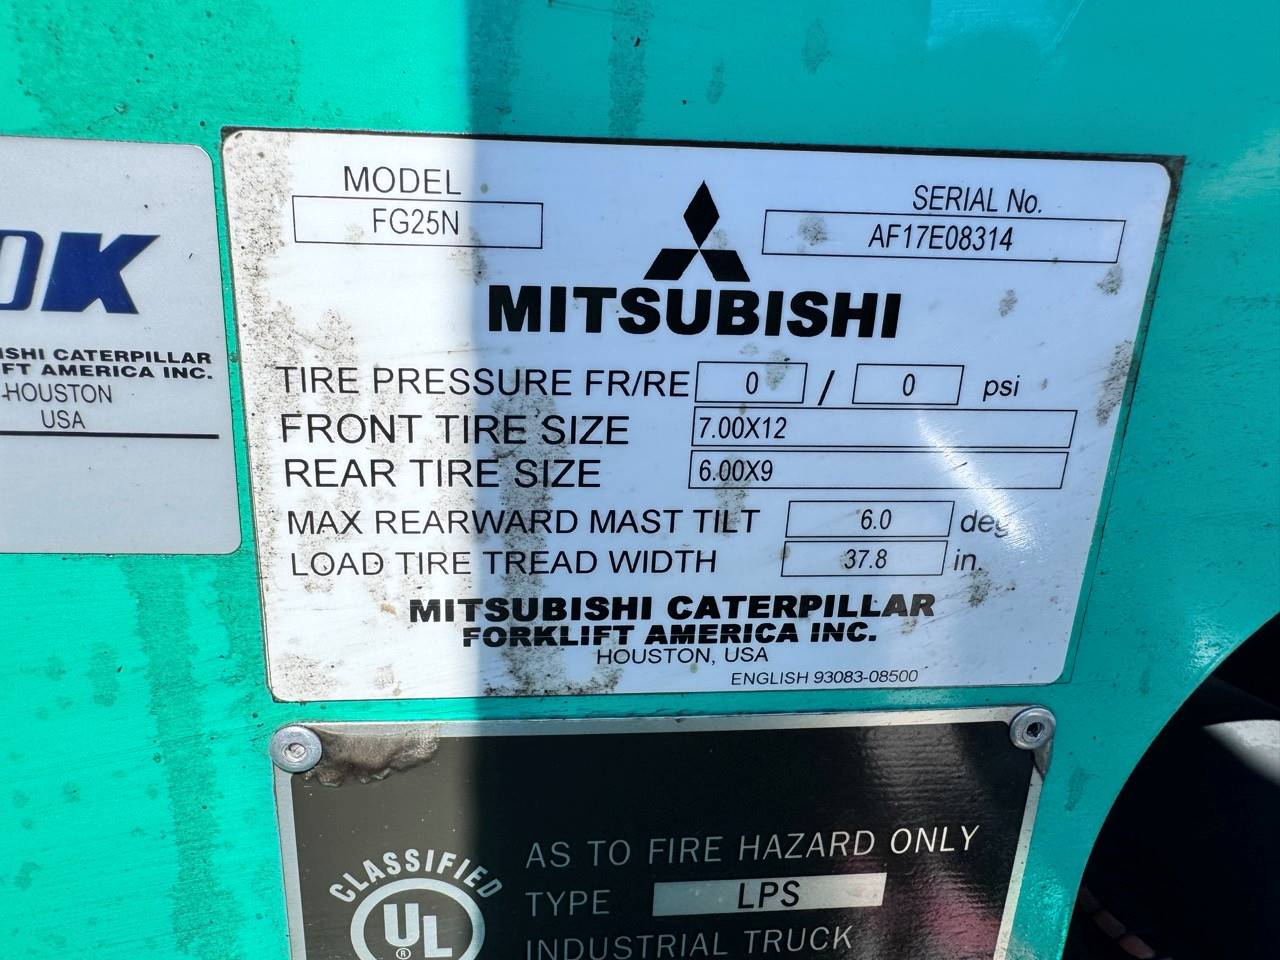 MODEL
FG25N
SERIAL No.
AF17E08314
MITSUBISHI
TIRE PRESSURE FR/RE 0 / 0 psi
FRONT TIRE SIZE 7.00X12
REAR TIRE SIZE 6.00X9
MAX REARWARD MAST TILT 6.0 deg
LOAD TIRE TREAD WIDTH 37.8 in.
MITSUBISHI CATERPILLAR
FORKLIFT AMERICA INC.
HOUSTON, USA
ENGLISH 93083-08500
CATERPILLAR
AMERICA INC.
HOUSTON
USA
CLASSIFIED
UL
®
AS TO FIRE HAZARD ONLY
TYPE LPS
INDUSTRIAL TRUCK